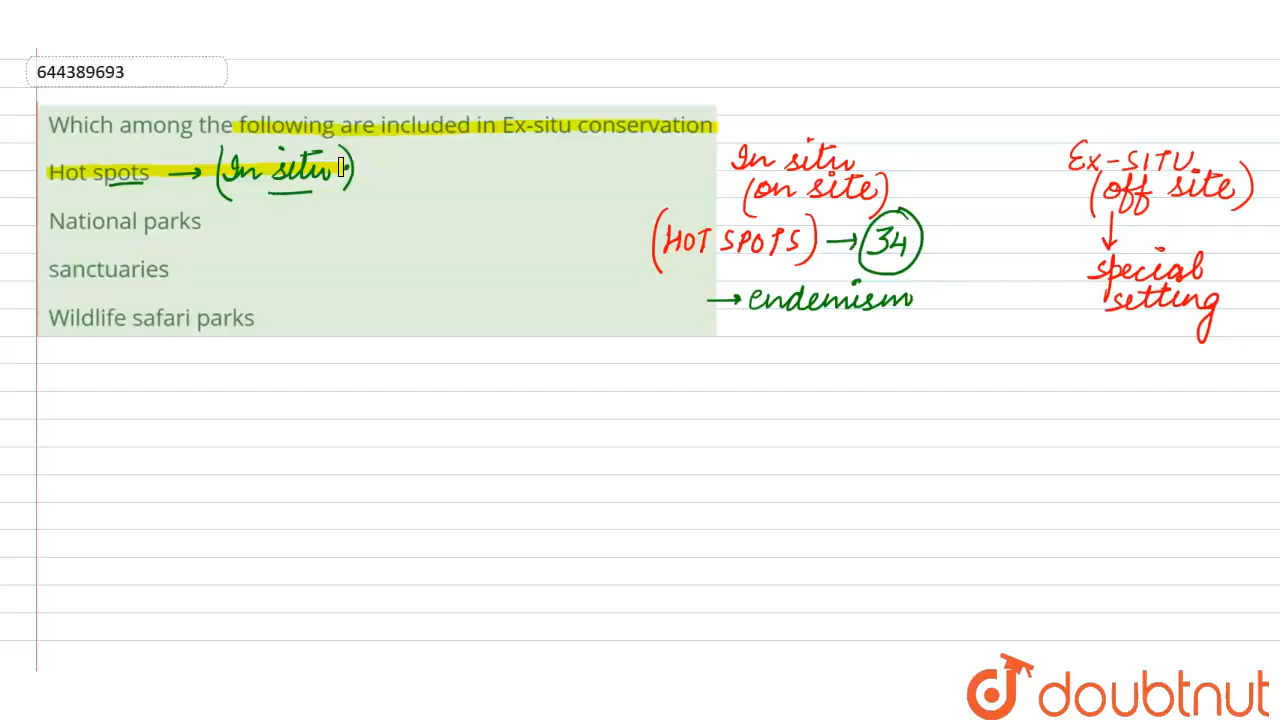 644389693
Which among the following are included in Ex-situ conservation
Hot spots → (In situ)
National parks
sanctuaries
Wildlife safari parks
In situ
(on site)
(HOT SPOTS) → 34
→ endemism
EX-SITU
(off site)
↓
special
setting
doubtnut